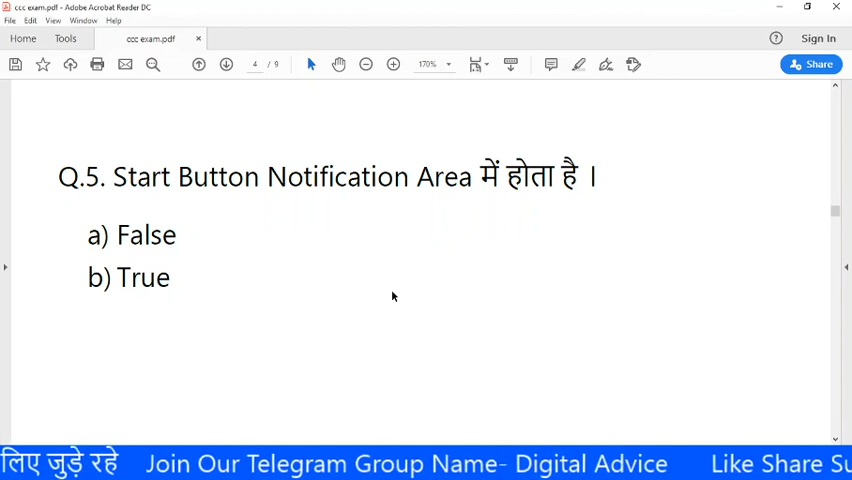 ccc exam.pdf - Adobe Acrobat Reader DC
File Edit View Window Help
Home Tools ccc exam.pdf × ? Sign In
4 / 9 170% Share
Q.5. Start Button Notification Area में होता है ।
a) False
b) True
लिए जुड़े रहे Join Our Telegram Group Name- Digital Advice Like Share Su